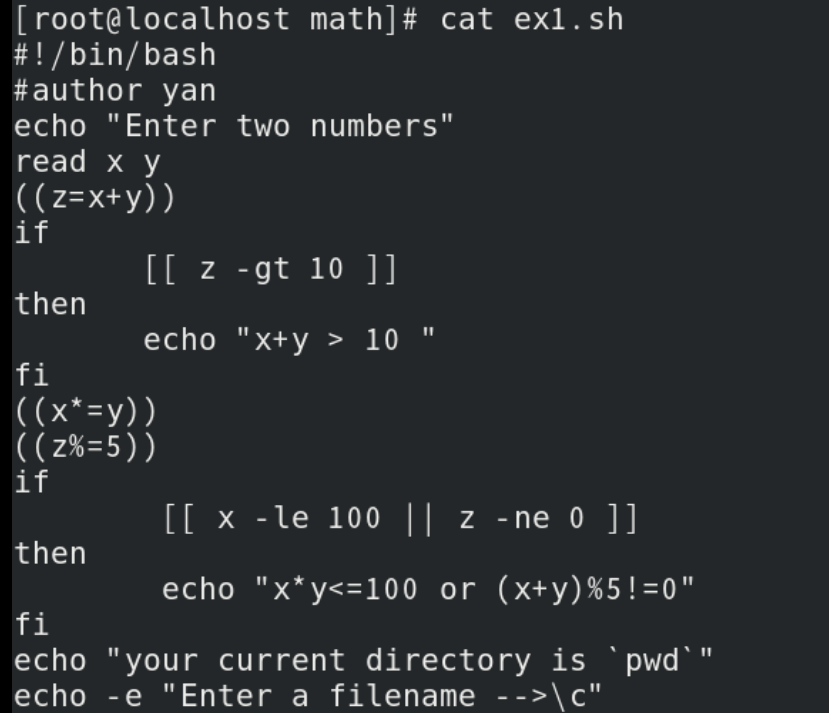 [root@localhost math]# cat ex1.sh
#!/bin/bash
#author yan
echo "Enter two numbers"
read x y
((z=x+y))
if
        [[ z -gt 10 ]]
then
        echo "x+y > 10 "
fi
((x*=y))
((z%=5))
if
         [[ x -le 100 || z -ne 0 ]]
then
         echo "x*y<=100 or (x+y)%5!=0"
fi
echo "your current directory is `pwd`"
echo -e "Enter a filename -->\c"